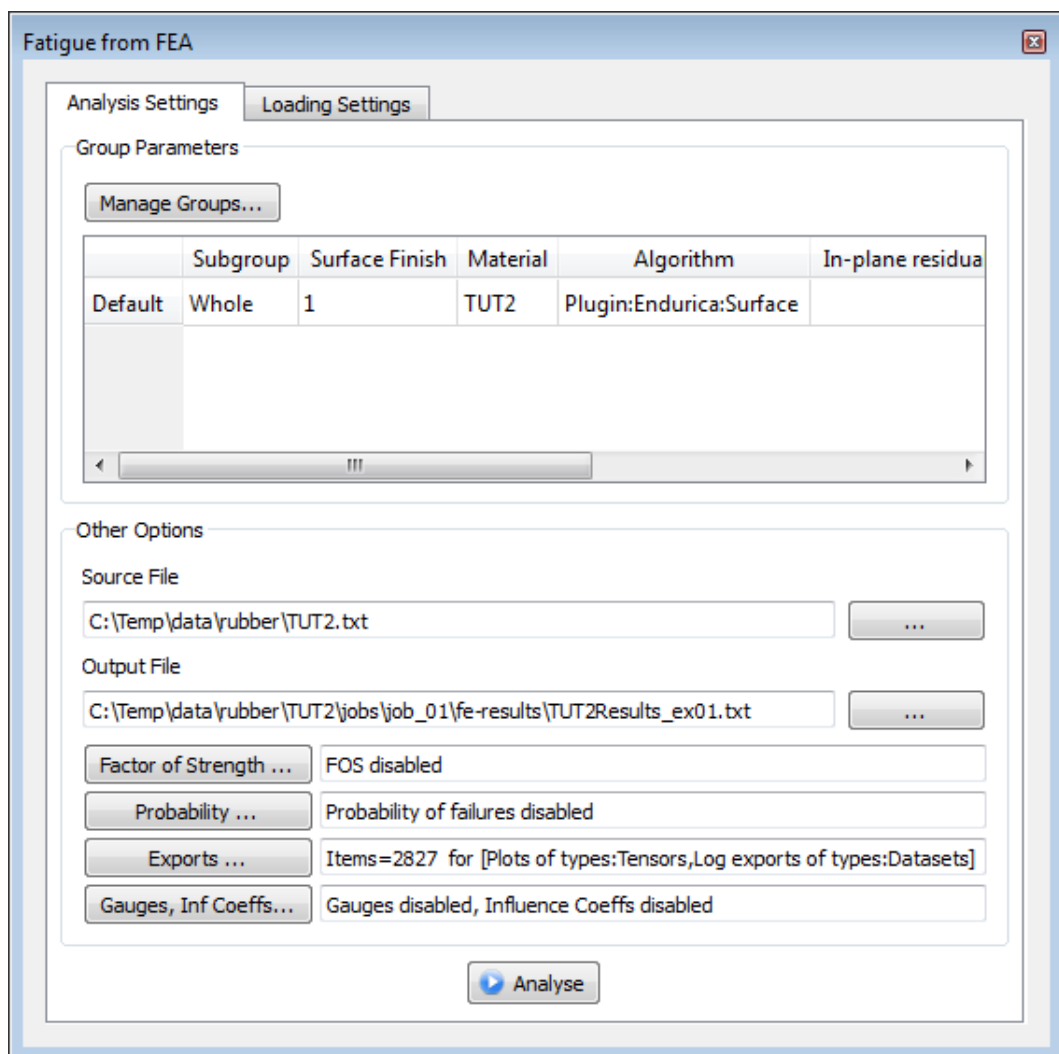 Fatigue from FEA
Analysis Settings Loading Settings
Group Parameters
Manage Groups...
Subgroup Surface Finish Material Algorithm In-plane residua
Default Whole 1 TUT2 Plugin:Endurica:Surface
Other Options
Source File
C:\Temp\data\rubber\TUT2.txt ...
Output File
C:\Temp\data\rubber\TUT2\jobs\job_01\fe-results\TUT2Results_ex01.txt ...
Factor of Strength ... FOS disabled
Probability ... Probability of failures disabled
Exports ... Items=2827 for [Plots of types:Tensors,Log exports of types:Datasets]
Gauges, Inf Coeffs... Gauges disabled, Influence Coeffs disabled
Analyse